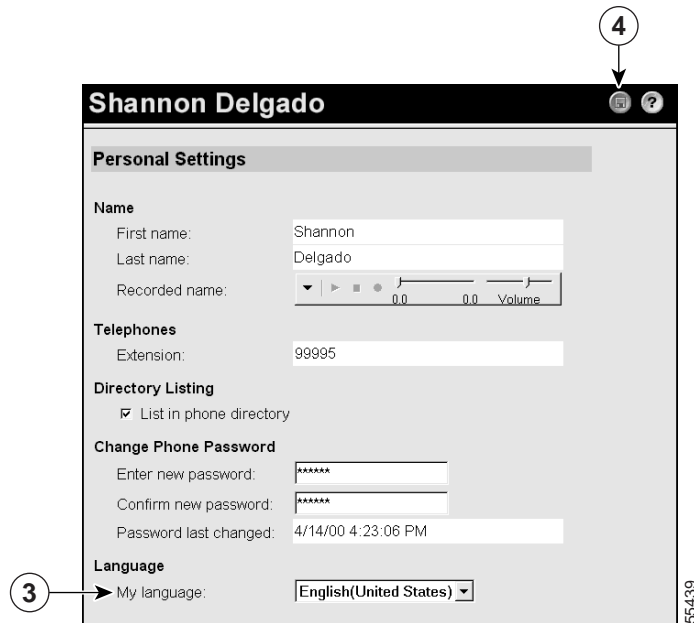 4
Shannon Delgado
?
Personal Settings
Name
First name: Shannon
Last name: Delgado
Recorded name: 0.0 0.0 Volume
Telephones
Extension: 99995
Directory Listing
List in phone directory
Change Phone Password
Enter new password: ******
Confirm new password: ******
Password last changed: 4/14/00 4:23:06 PM
Language
3 My language: English(United States)
55439